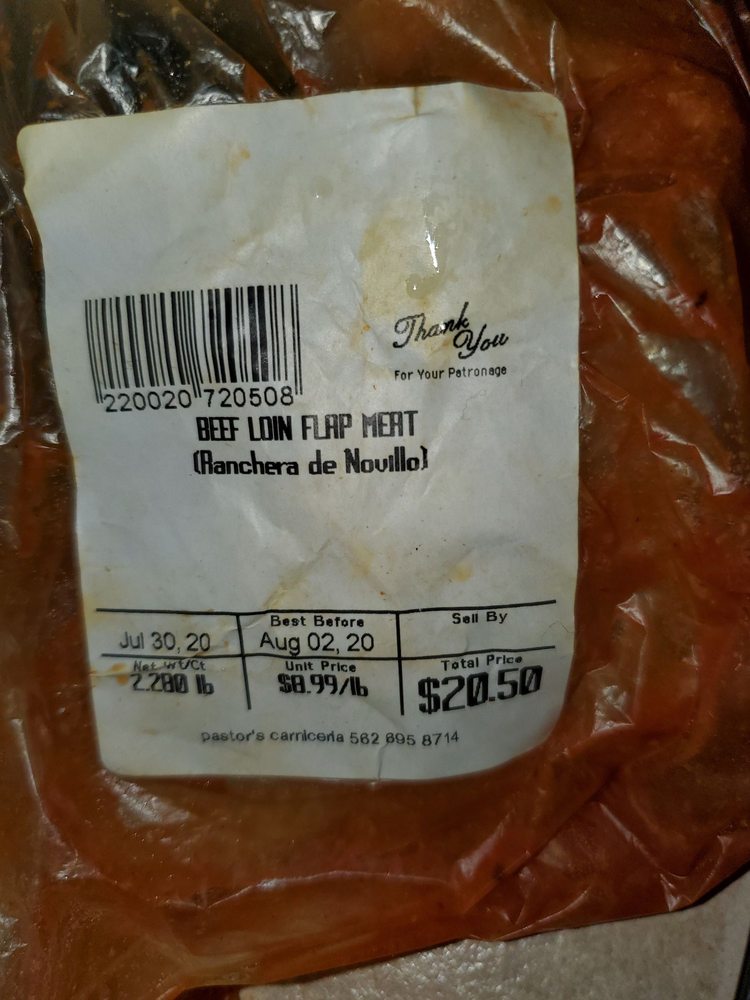 Thank
You
For Your Patronage
220020 720508
BEEF LOIN FLAP MEAT
(Ranchera de Novillo)
Best Before
Sell By
Jul 30, 20
Aug 02, 20
Net Wt/Ct
Unit Price
Total Price
2.280 lb
$8.99/lb
$20.50
pastor's carniceria 562 695 8714